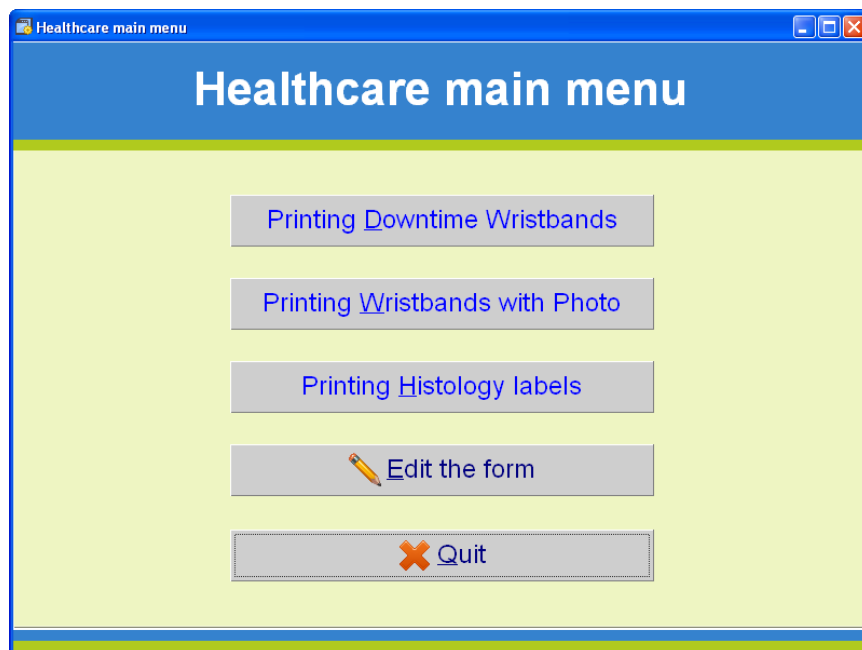 Healthcare main menu
Healthcare main menu
Printing Downtime Wristbands
Printing Wristbands with Photo
Printing Histology labels
Edit the form
Quit